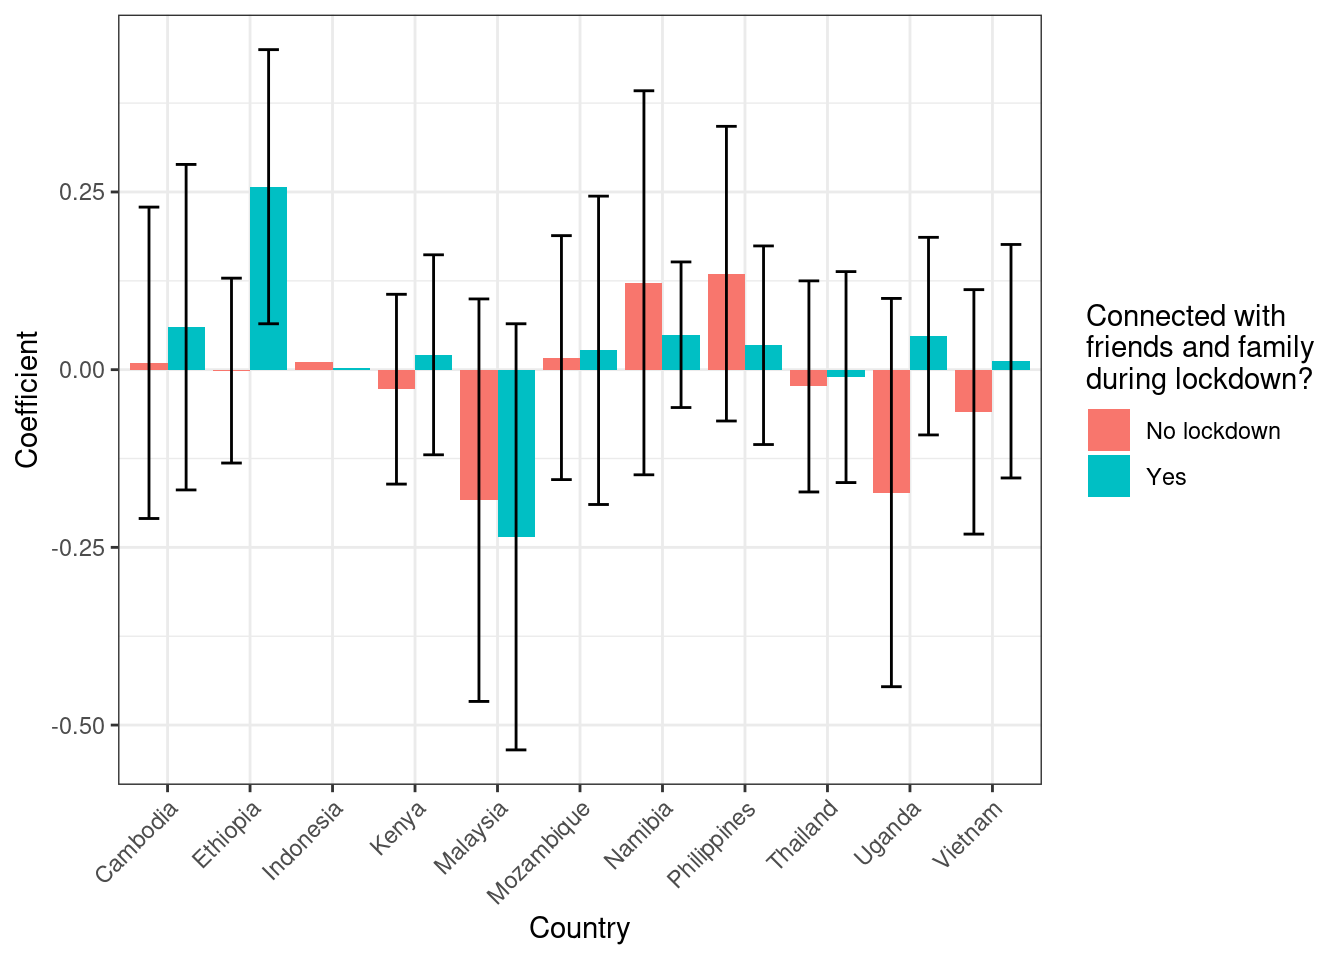 0.25
0.00
-0.25
-0.50
Coefficient
Cambodia
Ethiopia
Indonesia
Kenya
Malaysia
Mozambique
Namibia
Philippines
Thailand
Uganda
Vietnam
Country
Connected with
friends and family
during lockdown?
No lockdown
Yes